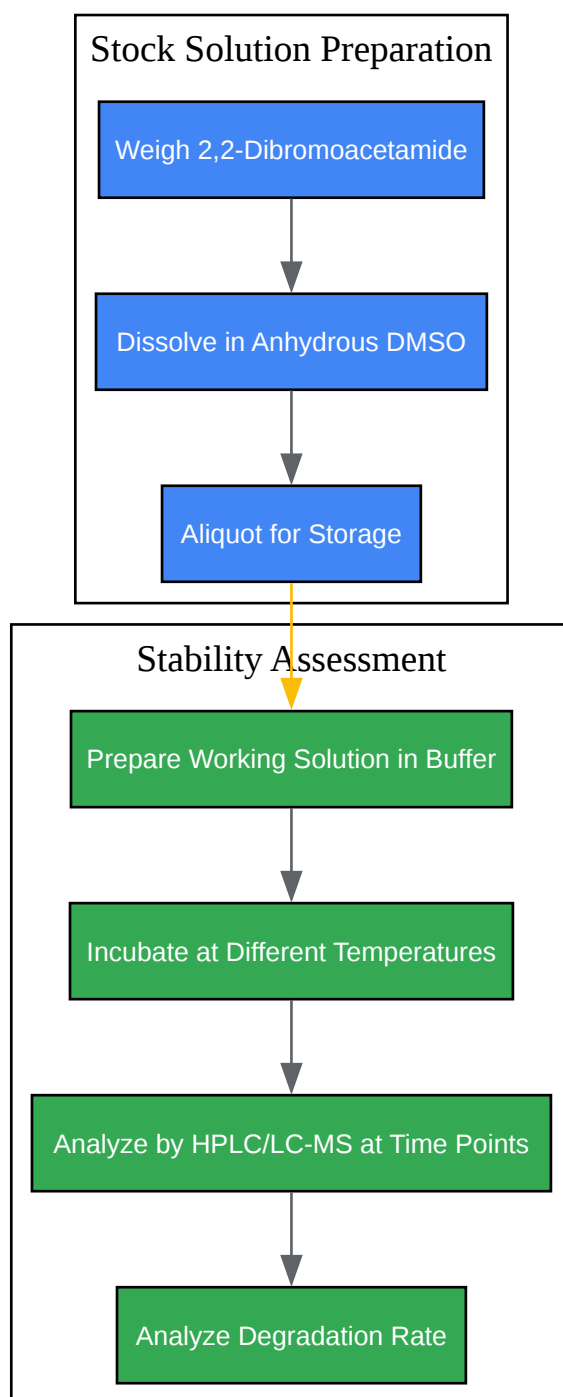 Stock Solution Preparation
Weigh 2,2-Dibromoacetamide
Dissolve in Anhydrous DMSO
Aliquot for Storage
Stability Assessment
Prepare Working Solution in Buffer
Incubate at Different Temperatures
Analyze by HPLC/LC-MS at Time Points
Analyze Degradation Rate